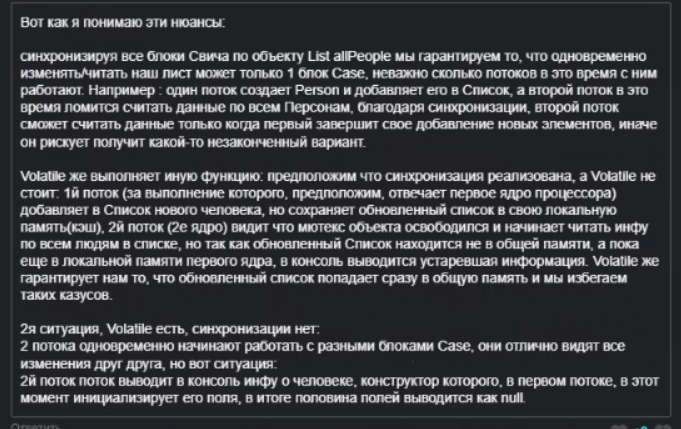 Вот как я понимаю эти нюансы:
синхронизируя все блоки Свича по объекту List allPeople мы гарантируем то, что одновременно
изменять/читать наш лист может только 1 блок Case, неважно сколько потоков в это время с ним
работают. Например : один поток создает Person и добавляет его в Список, а второй поток в это
время ломится считать данные по всем Персонам, благодаря синхронизации, второй поток
сможет считать данные только когда первый завершит свое добавление новых элементов, иначе
он рискует получит какой-то незаконченный вариант.
Volatile же выполняет иную функцию: предположим что синхронизация реализована, а Volatile не
стоит: 1й поток (за выполнение которого, предположим, отвечает первое ядро процессора)
добавляет в Список нового человека, но сохраняет обновленный список в свою локальную
память(кэш), 2й поток (2е ядро) видит что мютекс объекта освободился и начинает читать инфу
по всем людям в списке, но так как обновленный Список находится не в общей памяти, а пока
еще в локальной памяти первого ядра, в консоль выводится устаревшая информация. Volatile же
гарантирует нам то, что обновленный список попадает сразу в общую память и мы избегаем
таких казусов.
2я ситуация, Volatile есть, синхронизации нет:
2 потока одновременно начинают работать с разными блоками Case, они отлично видят все
изменения друг друга, но вот ситуация:
2й поток поток выводит в консоль инфу о человеке, конструктор которого, в первом потоке, в этот
момент инициализирует его поля, в итоге половина полей выводится как null.
Ответить